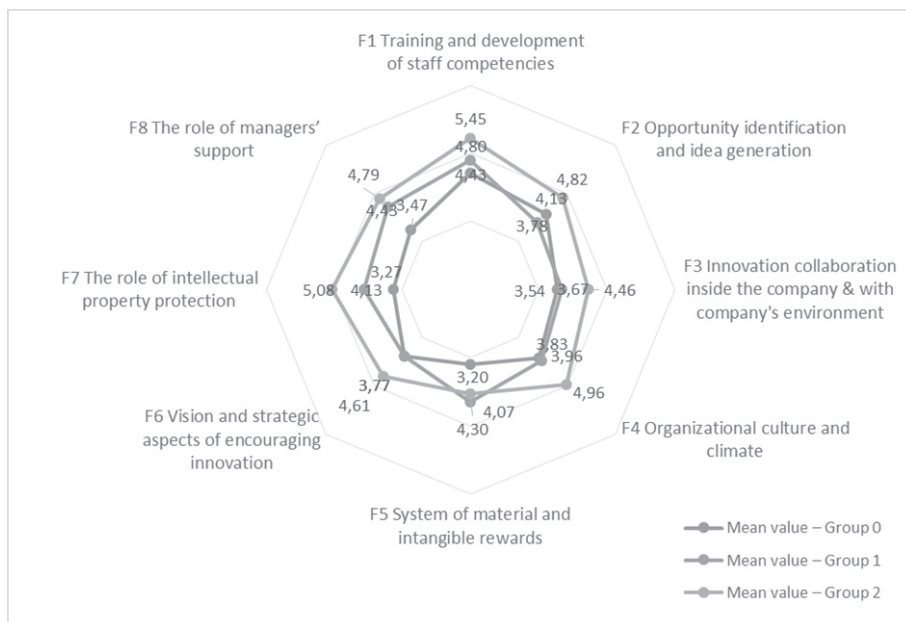 F1 Training and development
of staff competencies
F8 The role of managers'
support
5,45
F2 Opportunity identification
and idea generation
4,80
4,79
4,43
4,82
4,43
3,47
4,13
3,78
F7 The role of intellectual
property protection
5,08
4,13
3,27
3,54
3,67
4,46
F3 Innovation collaboration
inside the company & with
company's environment
3,83
3,96
3,20
3,77
4,96
4,61
4,07
4,30
F6 Vision and strategic
aspects of encouraging
innovation
F4 Organizational culture and
climate
F5 System of material and
intangible rewards
Mean value – Group 0
Mean value – Group 1
Mean value – Group 2